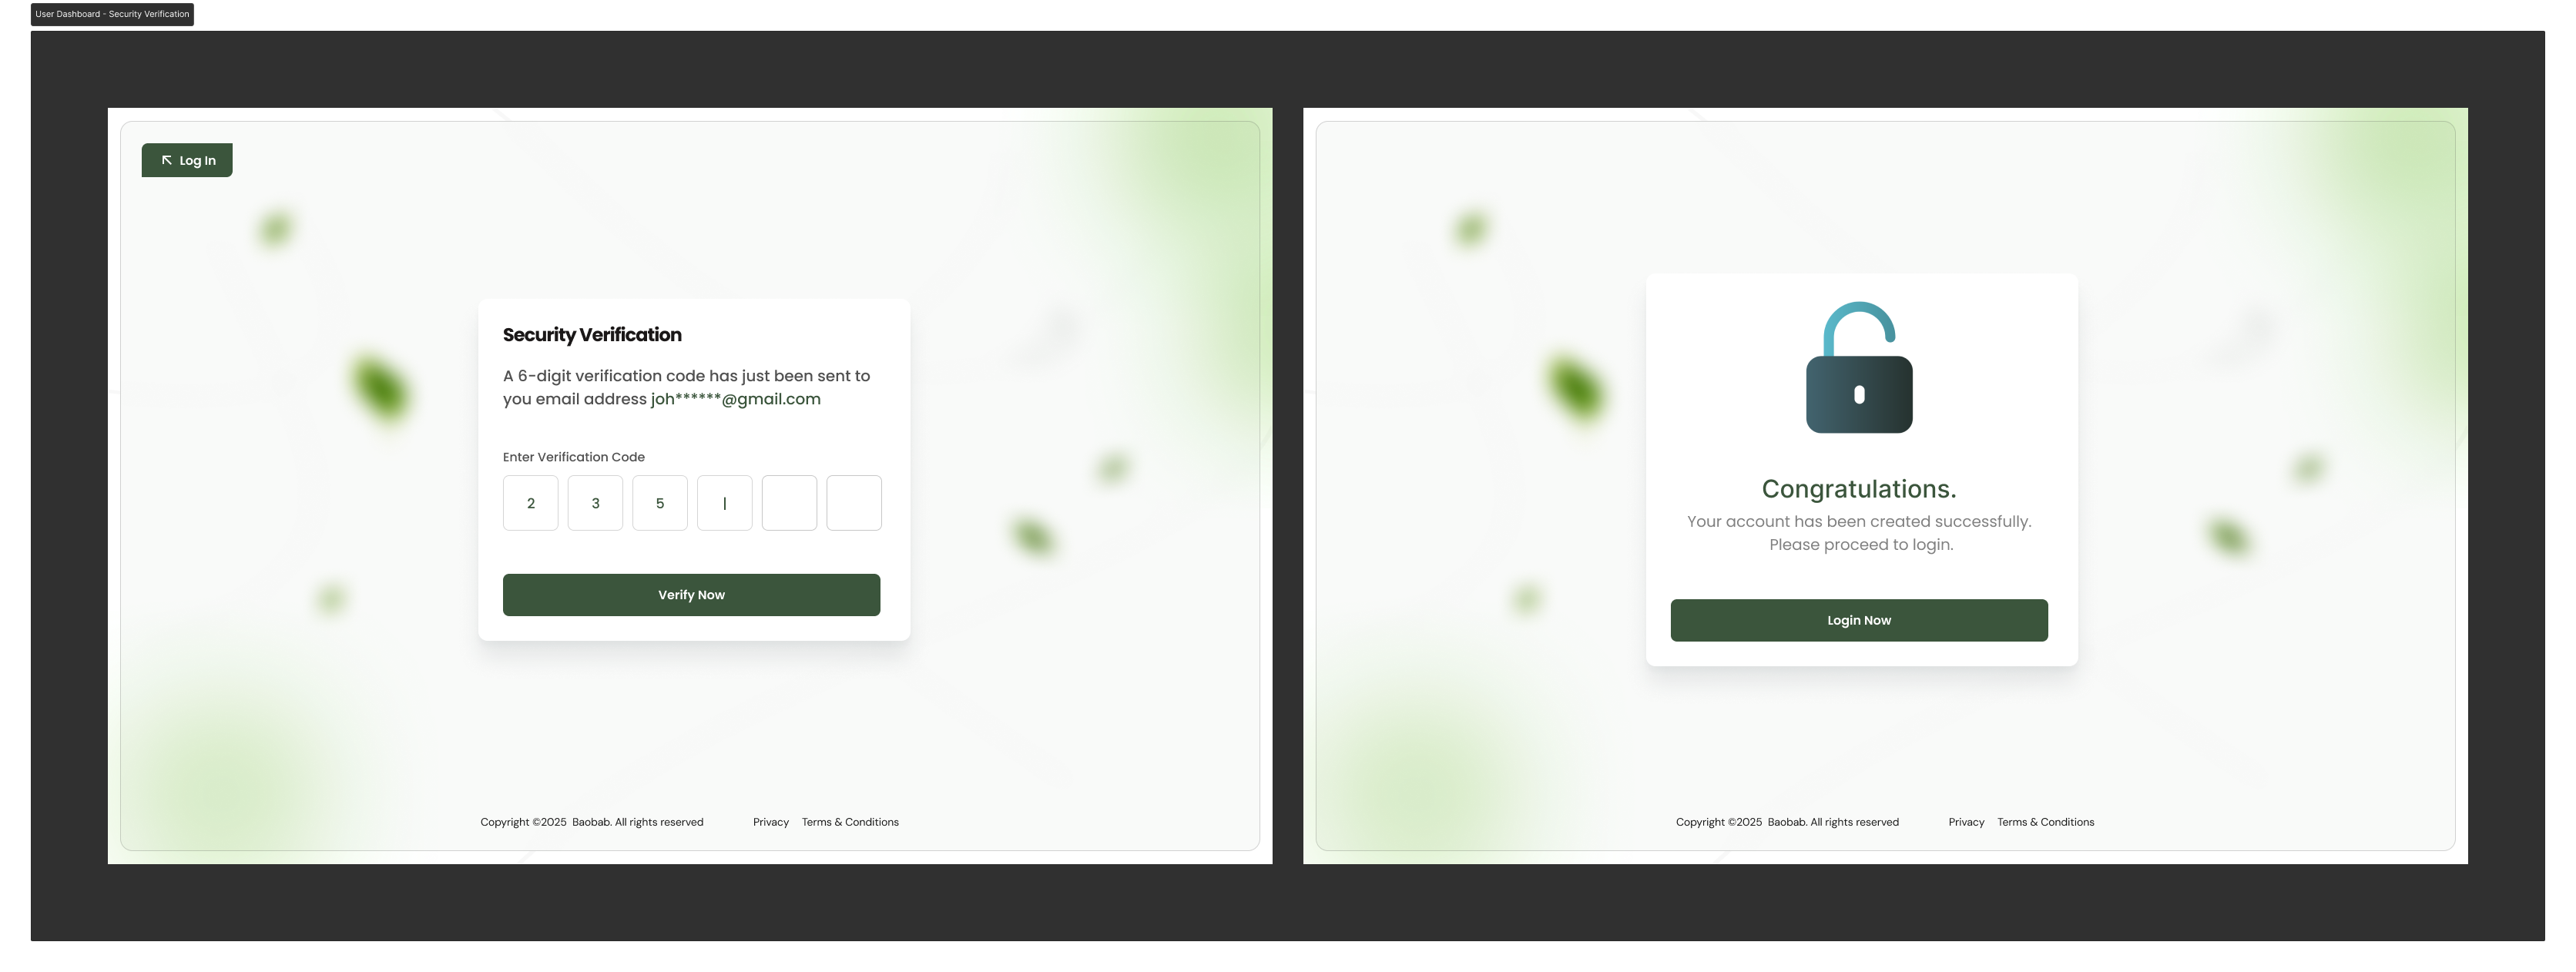 User Dashboard - Security Verification
Log In
Security Verification
A 6-digit verification code has just been sent to
you email address joh******@gmail.com
Enter Verification Code
2 3 5 |
Verify Now
Copyright ©2025 Baobab. All rights reserved Privacy Terms & Conditions
Congratulations.
Your account has been created successfully.
Please proceed to login.
Login Now
Copyright ©2025 Baobab. All rights reserved Privacy Terms & Conditions